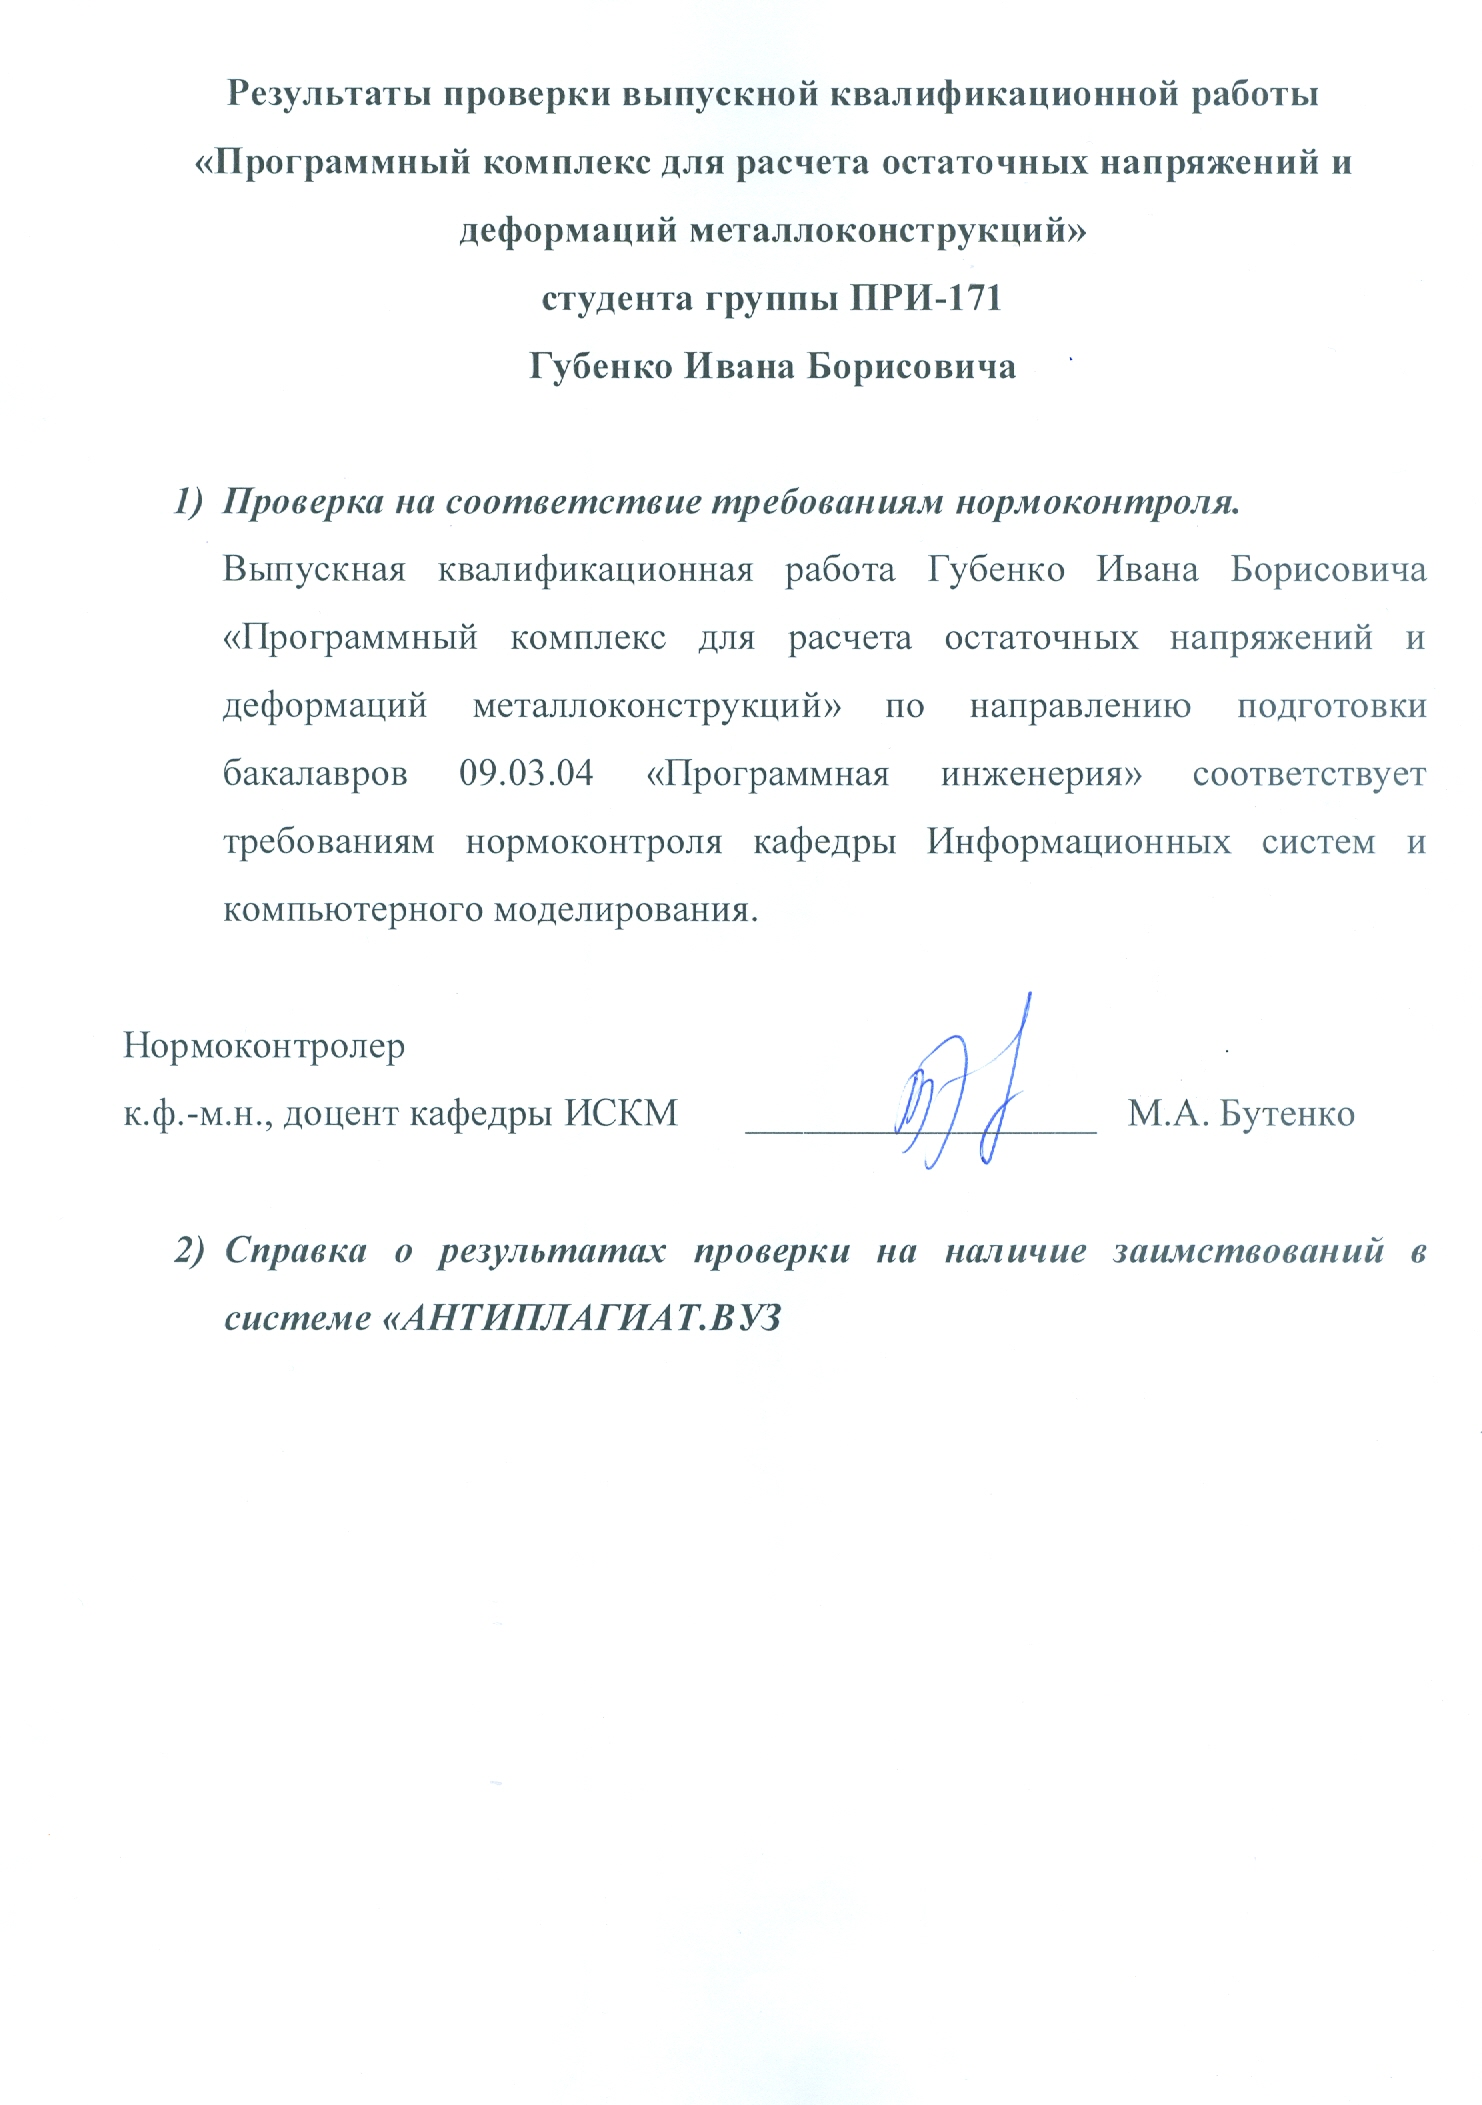 Результаты проверки выпускной квалификационной работы
«Программный комплекс для расчета остаточных напряжений и
деформаций металлоконструкций»
студента группы ПРИ-171
Губенко Ивана Борисовича
1) Проверка на соответствие требованиям нормоконтроля.
Выпускная квалификационная работа Губенко Ивана Борисовича
«Программный комплекс для расчета остаточных напряжений и
деформаций металлоконструкций» по направлению подготовки
бакалавров 09.03.04 «Программная инженерия» соответствует
требованиям нормоконтроля кафедры Информационных систем и
компьютерного моделирования.
Нормоконтролер
к.ф.-м.н., доцент кафедры ИСКМ М.А. Бутенко
2) Справка о результатах проверки на наличие заимствований в
системе «АНТИПЛАГИАТ.ВУЗ